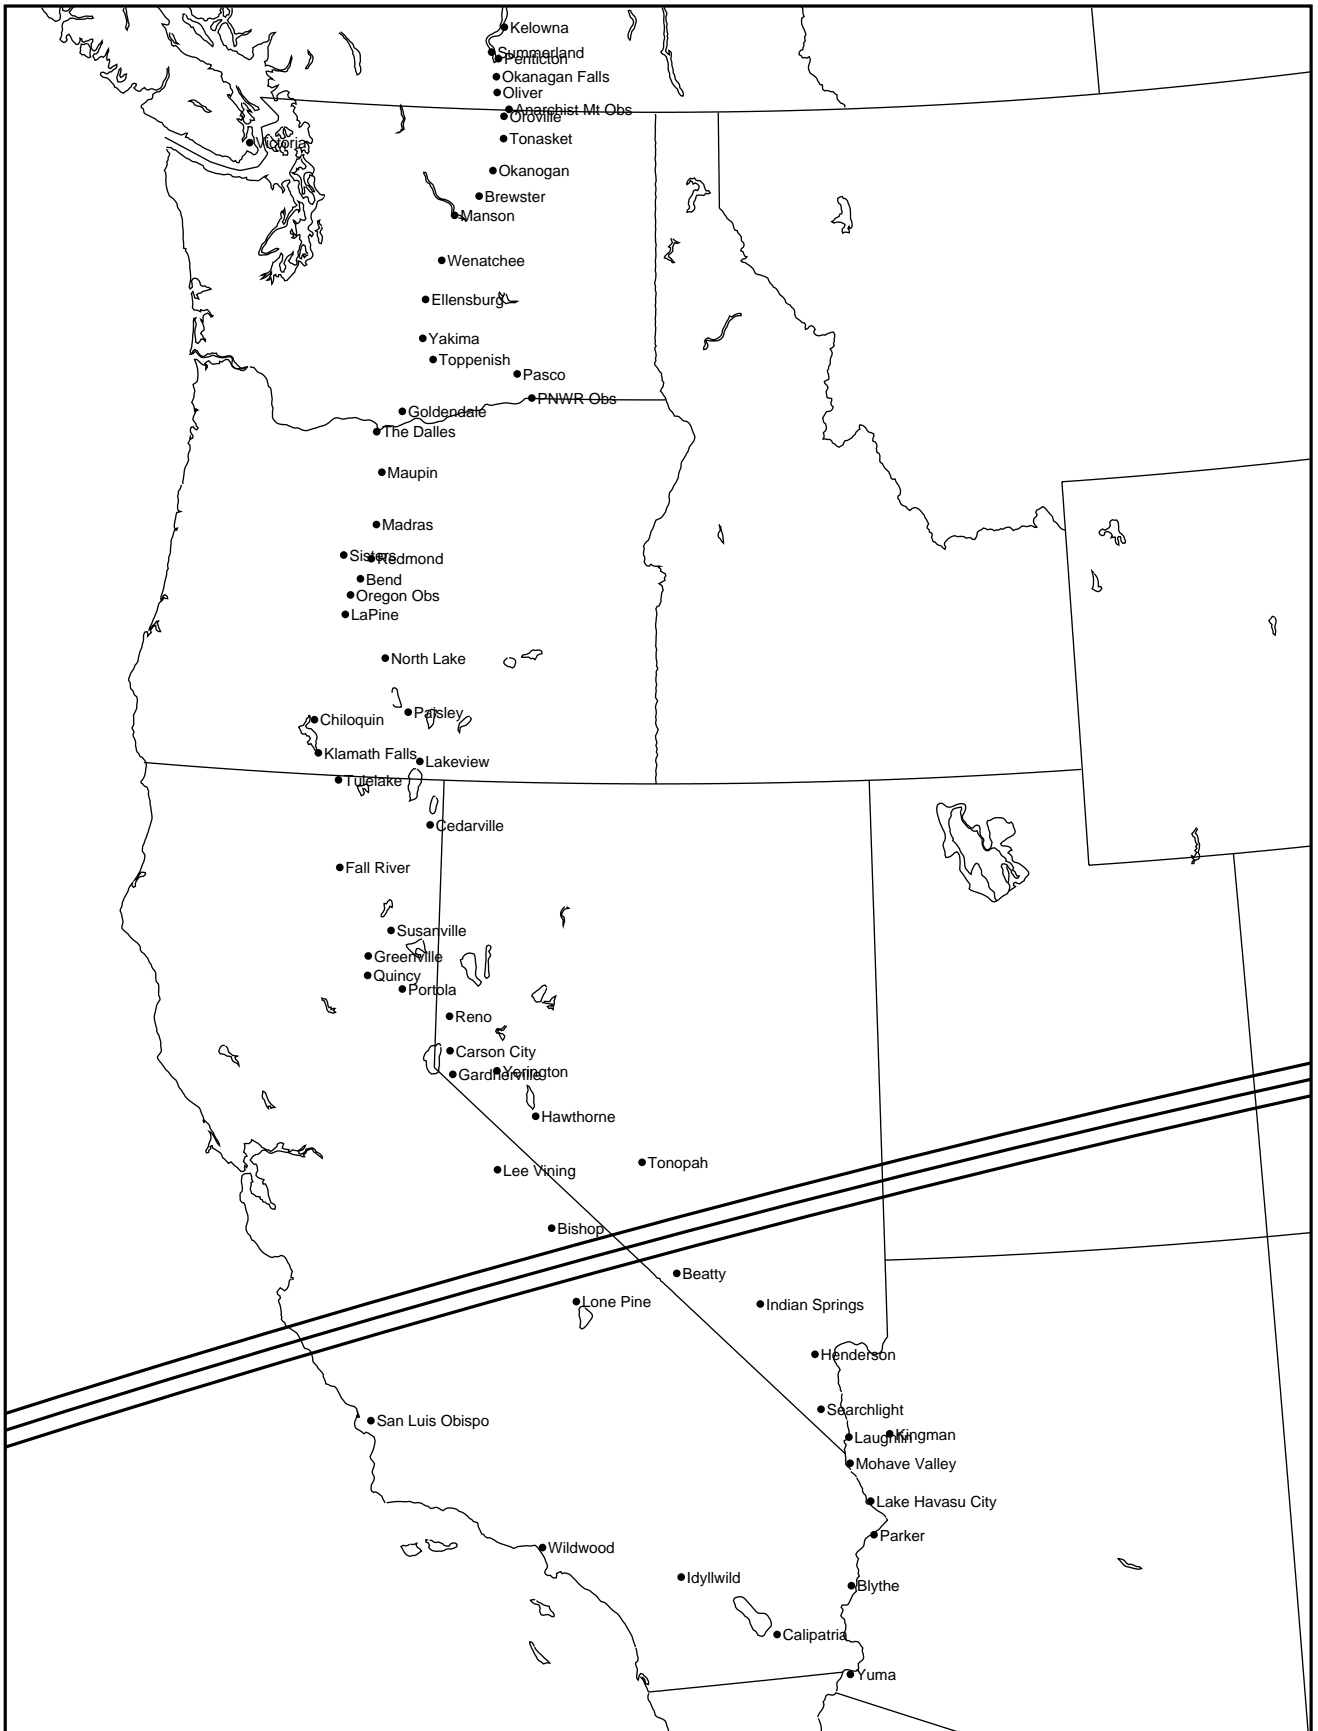 Kelowna
Summerland
Penticton
Okanagan Falls
Oliver
Anarchist Mt Obs
Oroville
Tonasket
Victoria
Okanogan
Brewster
Manson
Wenatchee
Ellensburg
Yakima
Toppenish
Pasco
PNWR Obs
Goldendale
The Dalles
Maupin
Madras
Sisters
Redmond
Bend
Oregon Obs
LaPine
North Lake
Paisley
Chiloquin
Klamath Falls
Lakeview
Tulelake
Cedarville
Fall River
Susanville
Greenville
Quincy
Portola
Reno
Carson City
Yerington
Gardnerville
Hawthorne
Tonopah
Lee Vining
Bishop
Beatty
Lone Pine
Indian Springs
Henderson
Searchlight
San Luis Obispo
Kingman
Laughlin
Mohave Valley
Lake Havasu City
Parker
Wildwood
Idyllwild
Blythe
Calipatria
Yuma